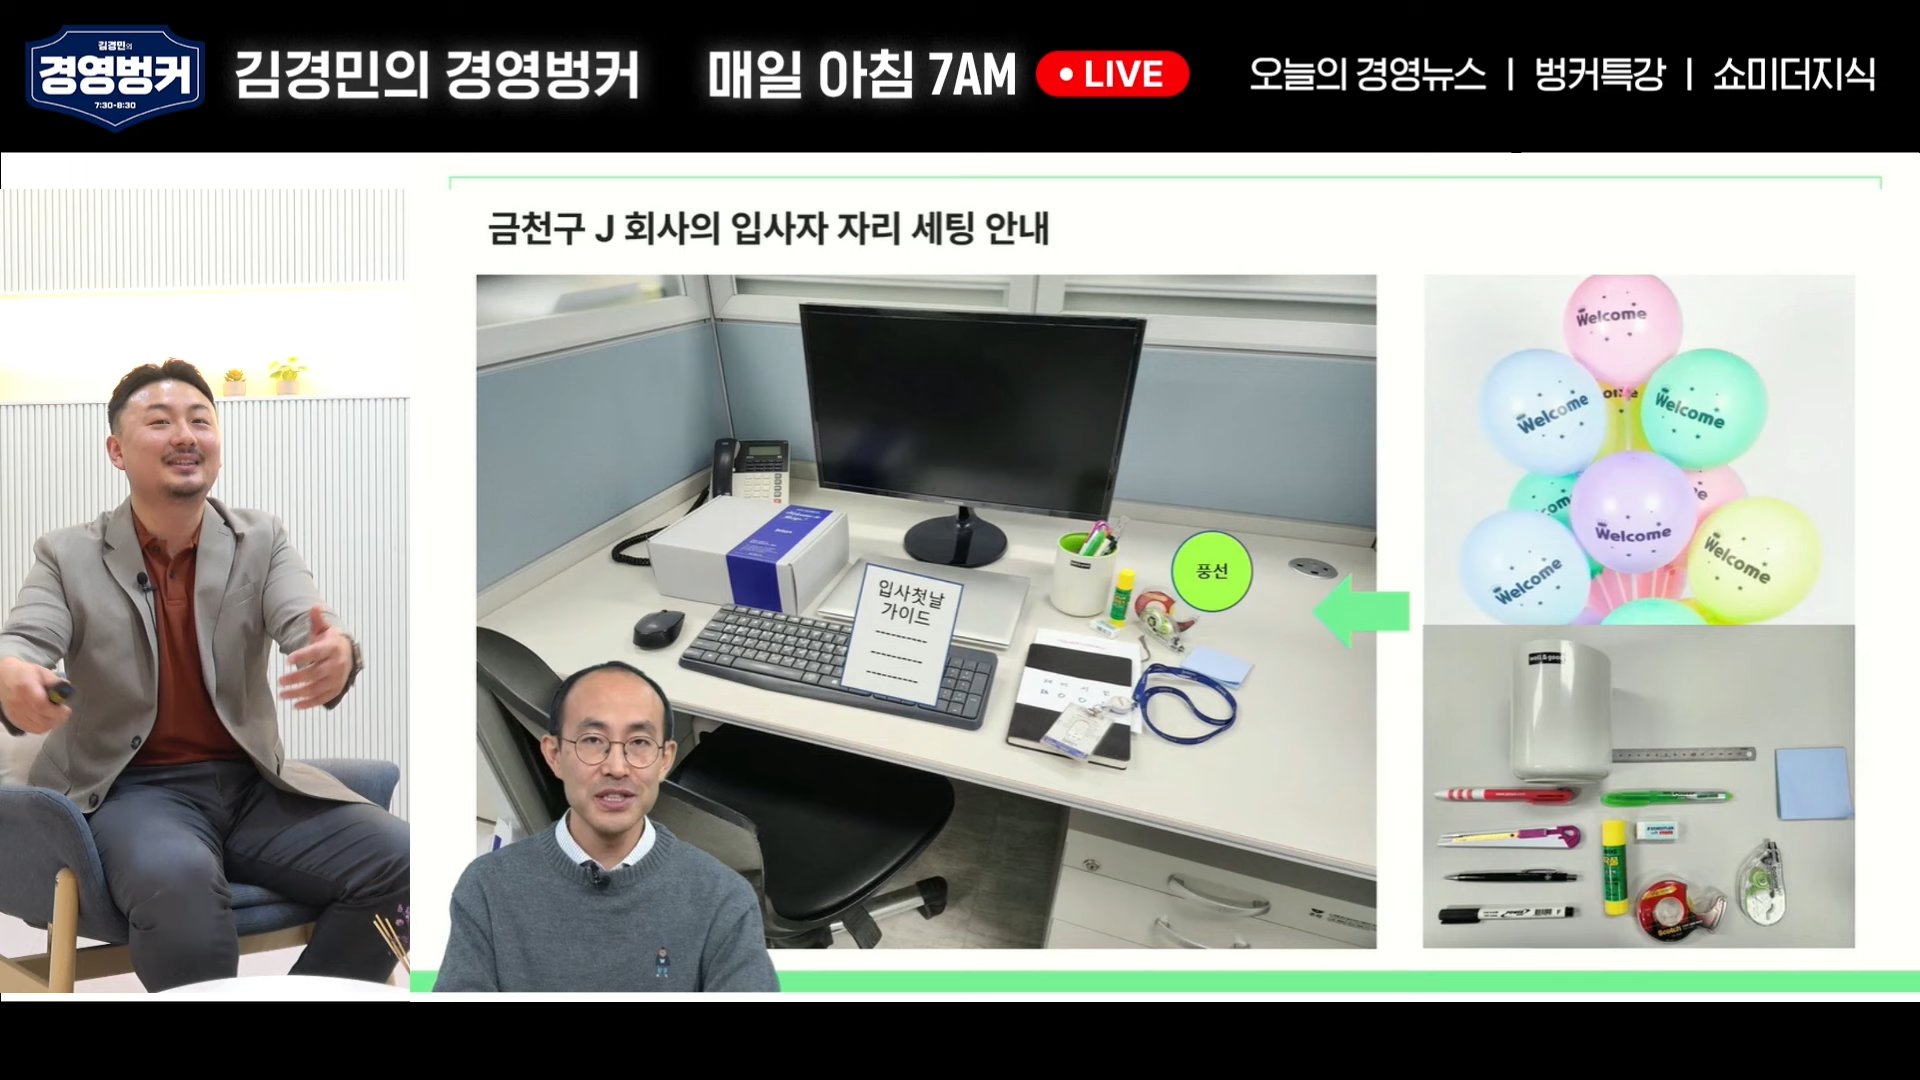 김경민의
경영벙커
7:30-8:30
김경민의 경영벙커
매일 아침 7AM
LIVE
오늘의 경영뉴스 | 벙커특강 | 쇼미더지식
금천구 J 회사의 입사자 자리 세팅 안내
입사첫날
가이드
풍선
Welcome
Welcome
Welcome
Welcome
Welcome
Welcome
Scotch